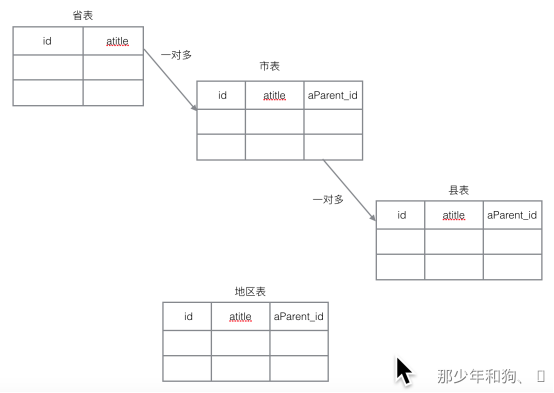 省表
id atitle
一对多
市表
id atitle aParent_id
一对多
县表
id atitle aParent_id
地区表
id atitle aParent_id
那少年和狗、